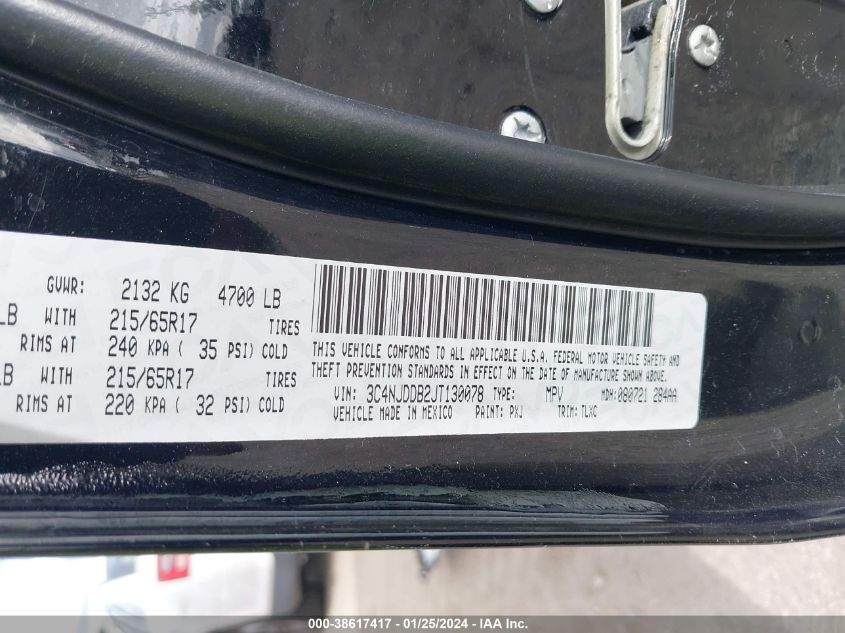 GVWR: 2132 KG 4700 LB
LB WITH 215/65R17 TIRES
RIMS AT 240 KPA ( 35 PSI) COLD
LB WITH 215/65R17 TIRES
RIMS AT 220 KPA ( 32 PSI) COLD
THIS VEHICLE CONFORMS TO ALL APPLICABLE U.S.A. FEDERAL MOTOR VEHICLE SAFETY AND
THEFT PREVENTION STANDARDS IN EFFECT ON THE DATE OF MANUFACTURE SHOWN ABOVE.
VIN: 3C4NJDDB2JT130078 TYPE: MPV MDH: 080721 284AA
VEHICLE MADE IN MEXICO PAINT: PXJ TRIM: TLXC
000-38617417 - 01/25/2024 - IAA Inc.